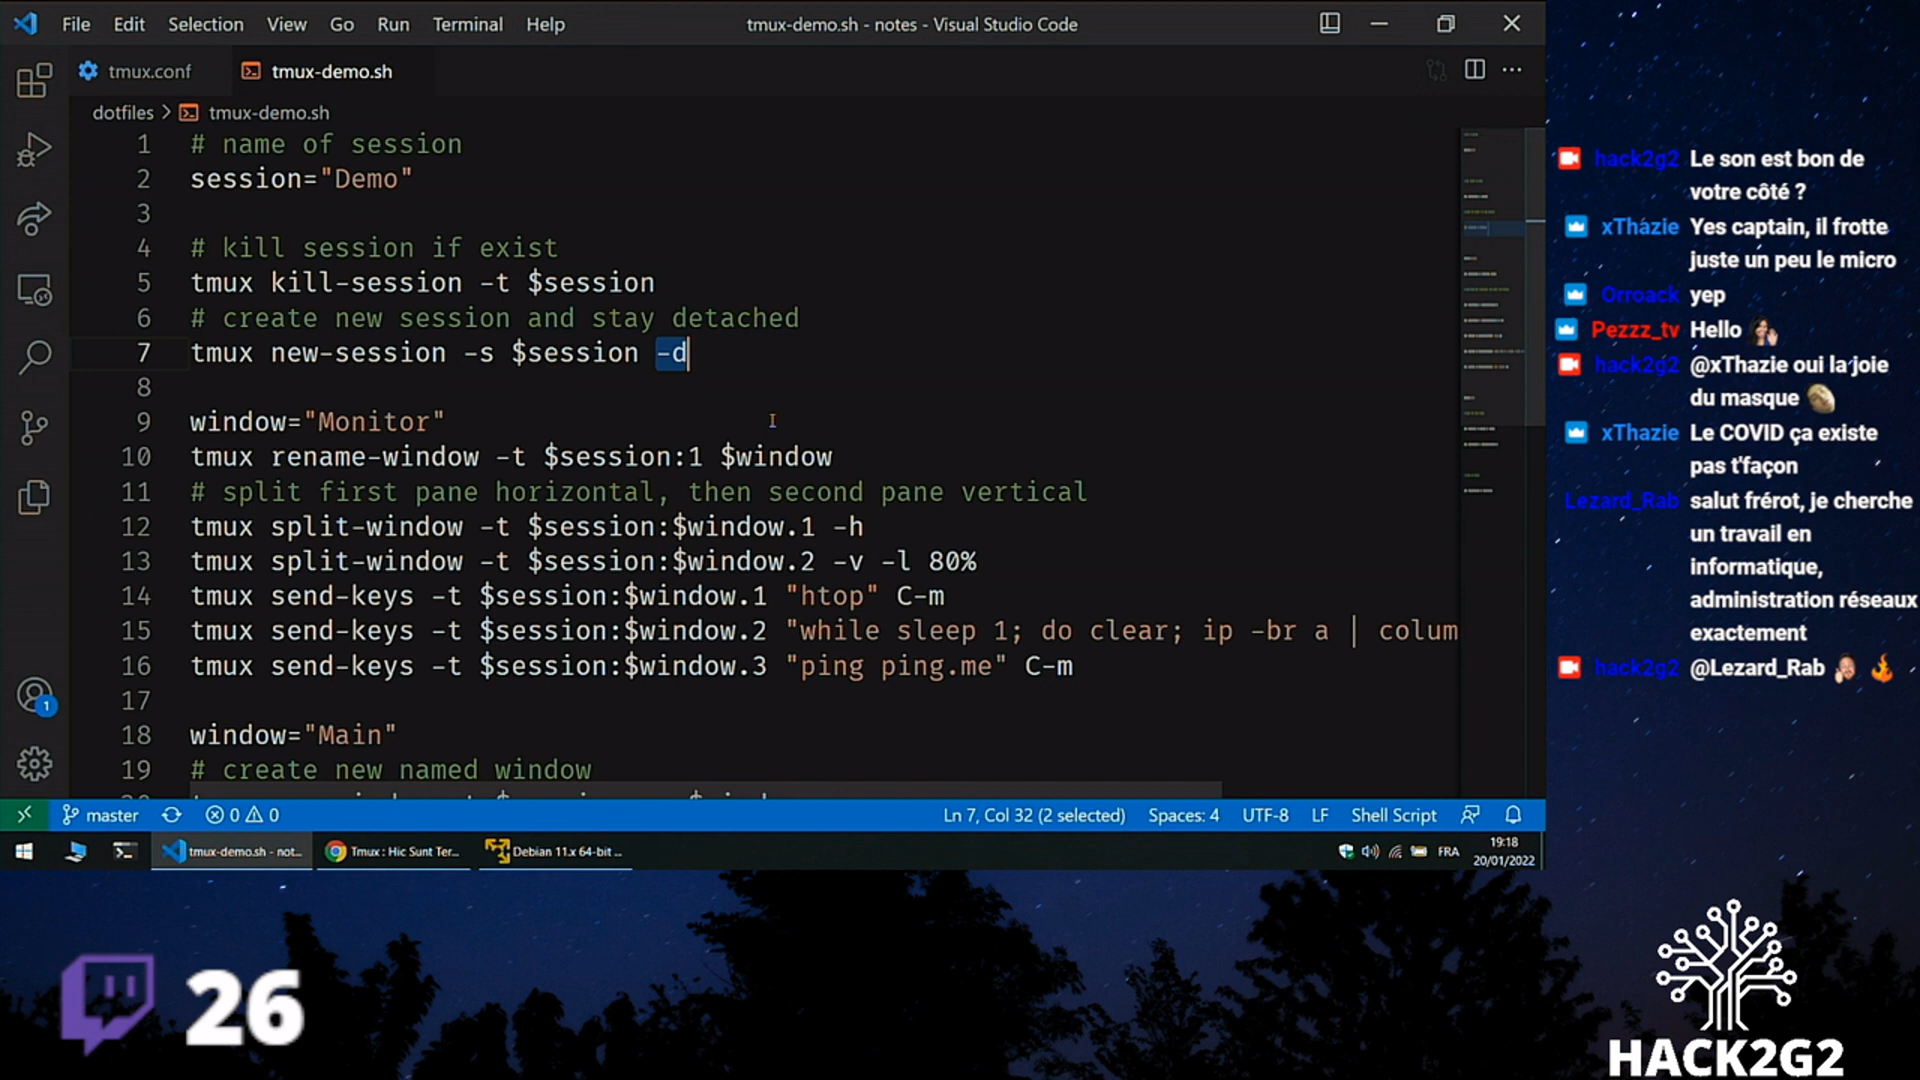 File Edit Selection View Go Run Terminal Help
tmux-demo.sh - notes - Visual Studio Code
tmux.conf
tmux-demo.sh
dotfiles > tmux-demo.sh
1 # name of session
2 session="Demo"
3
4 # kill session if exist
5 tmux kill-session -t $session
6 # create new session and stay detached
7 tmux new-session -s $session -d
8
9 window="Monitor"
10 tmux rename-window -t $session:1 $window
11 # split first pane horizontal, then second pane vertical
12 tmux split-window -t $session:$window.1 -h
13 tmux split-window -t $session:$window.2 -v -l 80%
14 tmux send-keys -t $session:$window.1 "htop" C-m
15 tmux send-keys -t $session:$window.2 "while sleep 1; do clear; ip -br a | colum
16 tmux send-keys -t $session:$window.3 "ping ping.me" C-m
17
18 window="Main"
19 # create new named window
1
master 0 0
Ln 7, Col 32 (2 selected) Spaces: 4 UTF-8 LF Shell Script
tmux-demo.sh - not...
Tmux : Hic Sunt Ter...
Debian 11.x 64-bit ...
FRA
19:18
20/01/2022
hack2g2 Le son est bon de
votre côté ?
xThazie Yes captain, il frotte
juste un peu le micro
Orroack yep
Pezzz_tv Hello
hack2g2 @xThazie oui la joie
du masque
xThazie Le COVID ça existe
pas t'façon
Lezard_Rab salut frérot, je cherche
un travail en
informatique,
administration réseaux
exactement
hack2g2 @Lezard_Rab
26
HACK2G2